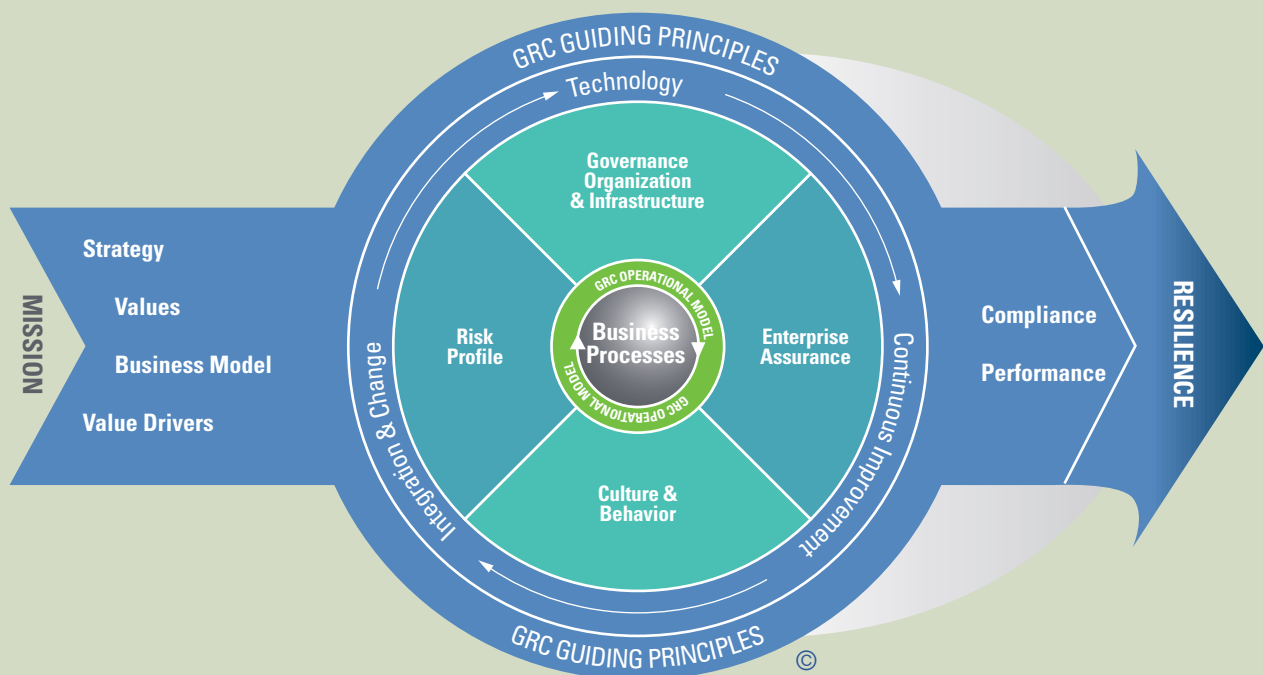 GRC GUIDING PRINCIPLES
Technology
Governance
Organization
& Infrastructure
MISSION
Strategy
Values
Business Model
Value Drivers
Integration & Change
Risk
Profile
GRC OPERATIONAL MODEL
Business
Processes
GRC OPERATIONAL MODEL
Enterprise
Assurance
Continuous Improvement
Compliance
Performance
RESILIENCE
Culture &
Behavior
GRC GUIDING PRINCIPLES
©